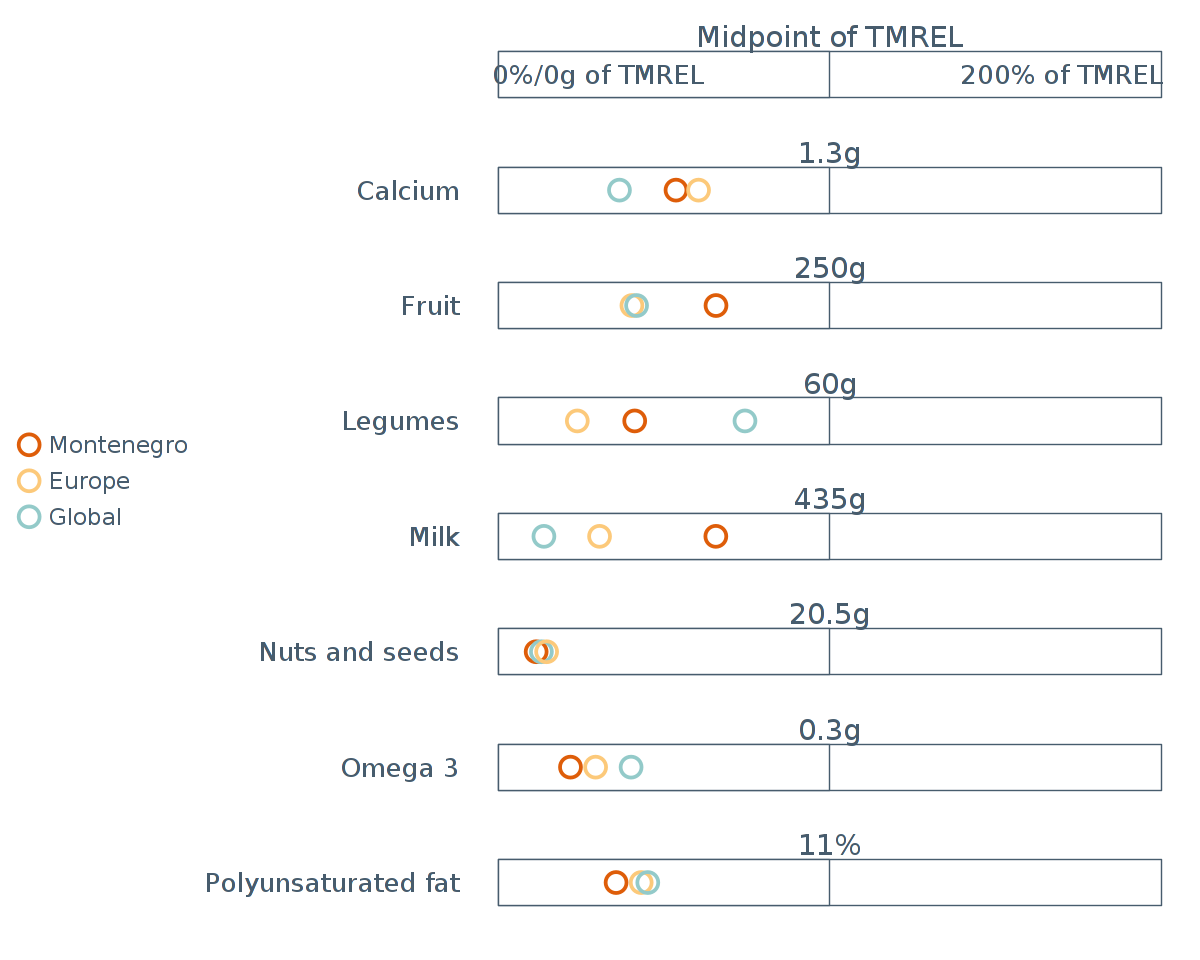 Midpoint of TMREL
0%/0g of TMREL
200% of TMREL
1.3g
Calcium
250g
Fruit
60g
Legumes
Montenegro
Europe
Global
435g
Milk
20.5g
Nuts and seeds
0.3g
Omega 3
11%
Polyunsaturated fat